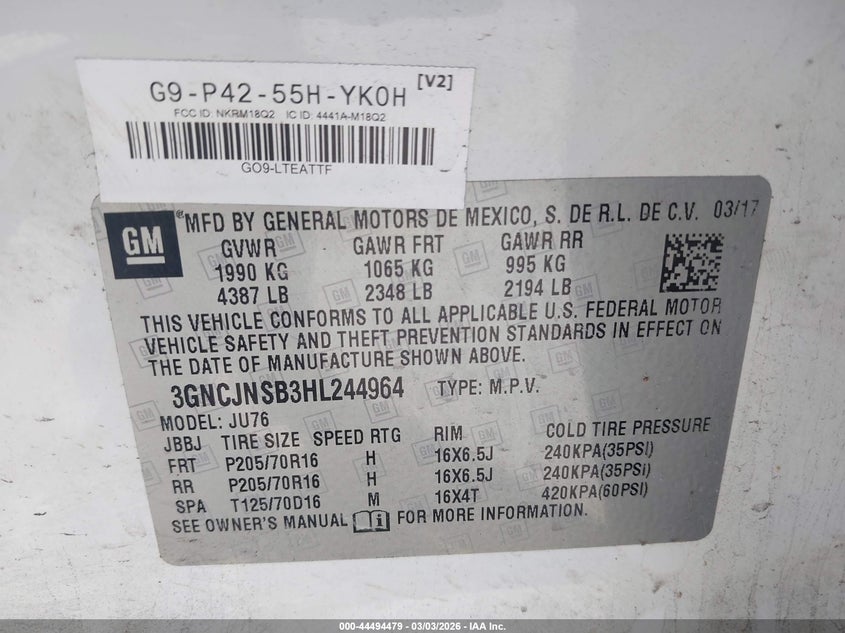 G9-P42-55H-YK0H [V2]
FCC ID: NKRM18Q2 IC ID: 4441A-M18Q2
GO9-LTEATTF
GM ® MFD BY GENERAL MOTORS DE MEXICO, S. DE R.L. DE C.V. 03/17
GVWR GAWR FRT GAWR RR
1990 KG 1065 KG 995 KG
4387 LB 2348 LB 2194 LB
THIS VEHICLE CONFORMS TO ALL APPLICABLE U.S. FEDERAL MOTOR
VEHICLE SAFETY AND THEFT PREVENTION STANDARDS IN EFFECT ON
THE DATE OF MANUFACTURE SHOWN ABOVE.
3GNCJNSB3HL244964 TYPE: M.P.V.
MODEL: JU76
JBBJ TIRE SIZE SPEED RTG RIM COLD TIRE PRESSURE
FRT P205/70R16 H 16X6.5J 240KPA(35PSI)
RR P205/70R16 H 16X6.5J 240KPA(35PSI)
SPA T125/70D16 M 16X4T 420KPA(60PSI)
SEE OWNER'S MANUAL FOR MORE INFORMATION.
000-44494479 - 03/03/2026 - IAA Inc.